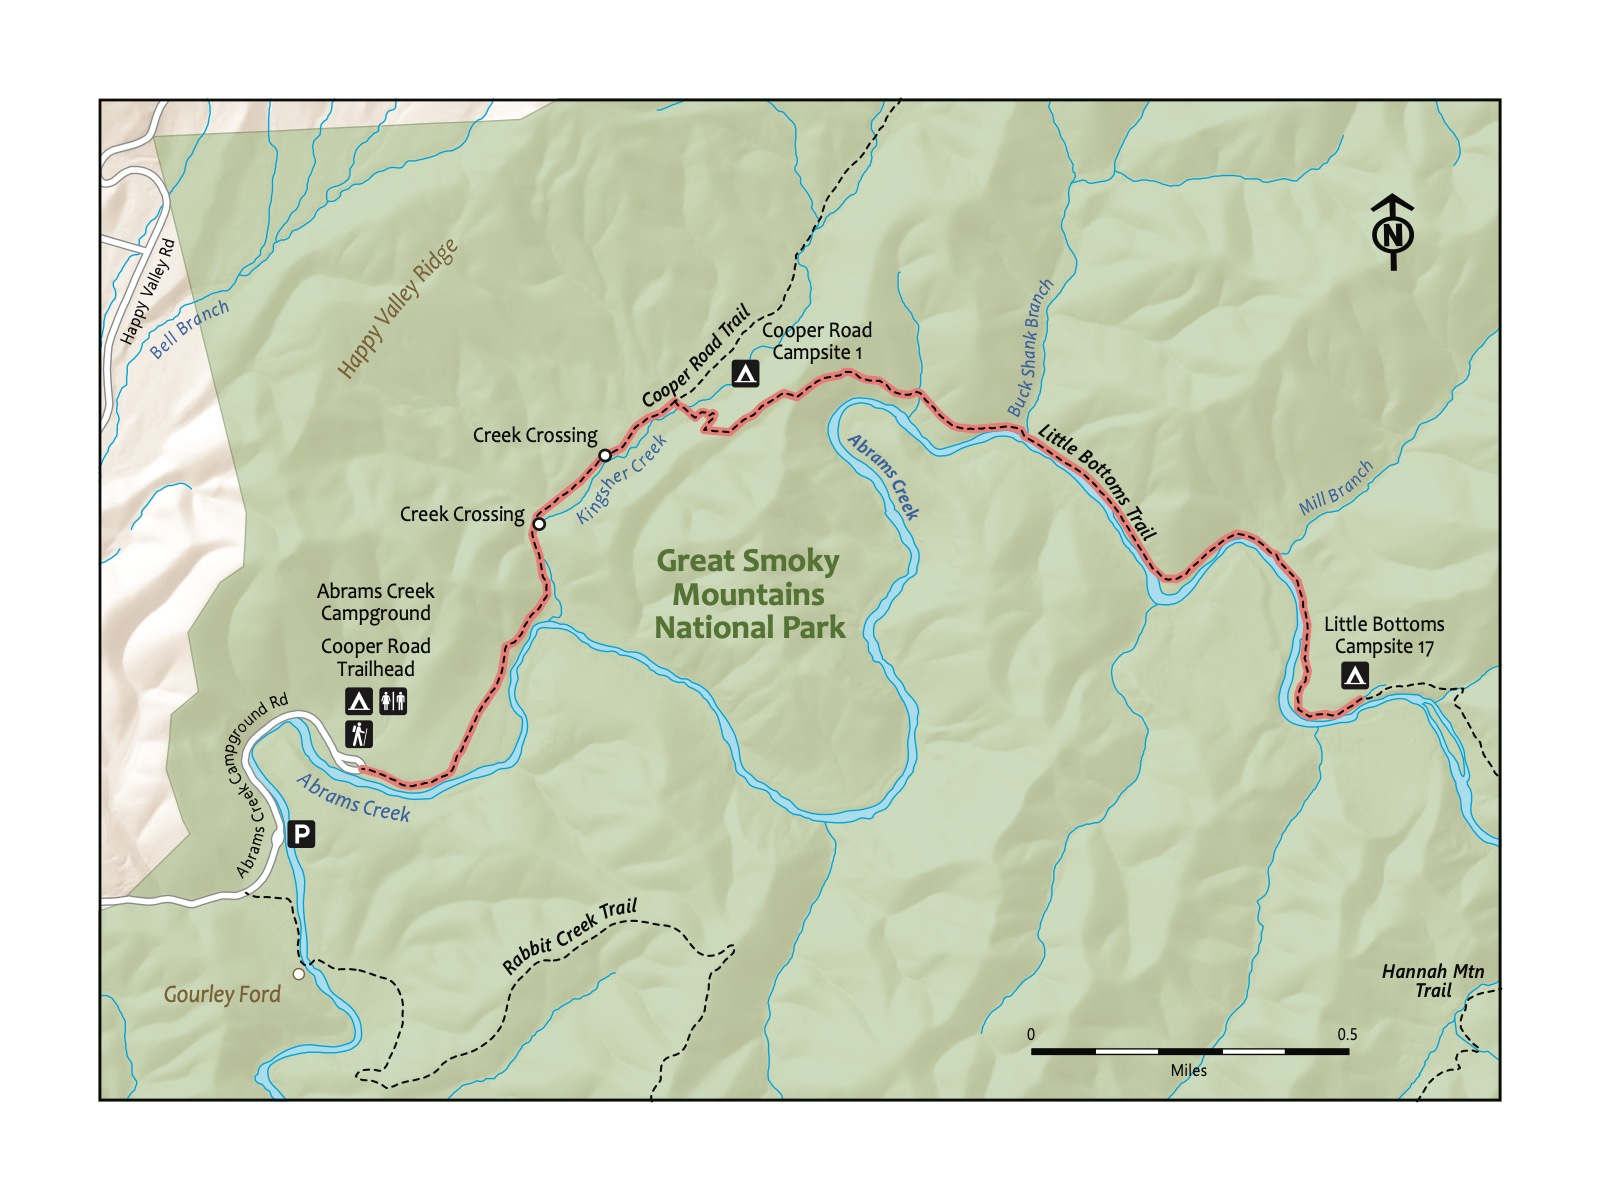 Happy Valley Rd
Bell Branch
Happy Valley Ridge
N
Cooper Road Trail
Cooper Road
Campsite 1
Buck Shank Branch
Creek Crossing
Kingsher Creek
Abrams Creek
Little Bottoms Trail
Mill Branch
Creek Crossing
Great Smoky
Mountains
National Park
Abrams Creek
Campground
Cooper Road
Trailhead
Little Bottoms
Campsite 17
Abrams Creek Campground Rd
Abrams Creek
P
Rabbit Creek Trail
Gourley Ford
Hannah Mtn
Trail
0 0.5
Miles